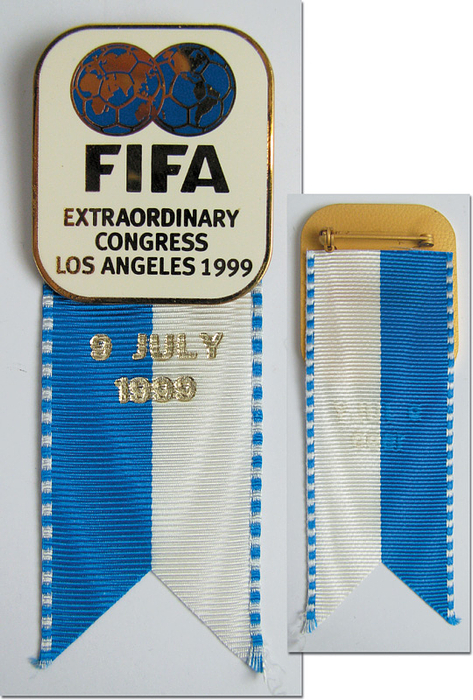 FIFA
EXTRAORDINARY
CONGRESS
LOS ANGELES 1999
9 JULY
1999